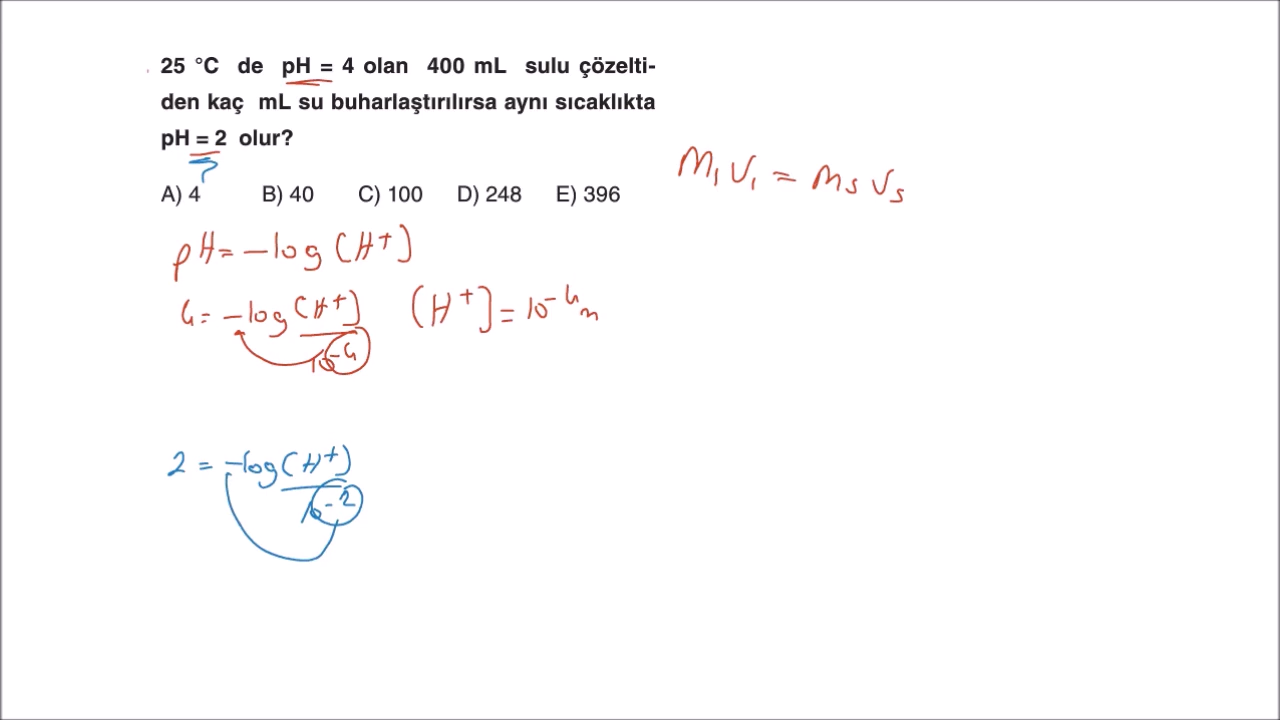 25 °C de pH = 4 olan 400 mL sulu çözelti-
den kaç mL su buharlaştırılırsa aynı sıcaklıkta
pH = 2 olur?
?
A) 4 B) 40 C) 100 D) 248 E) 396
M₁V₁ = MₛVₛ
pH = -log(H⁺]
4 = -log(H⁺] (H⁺] = 10⁻⁴ m
10⁻⁴
2 = -log(H⁺)
10⁻²